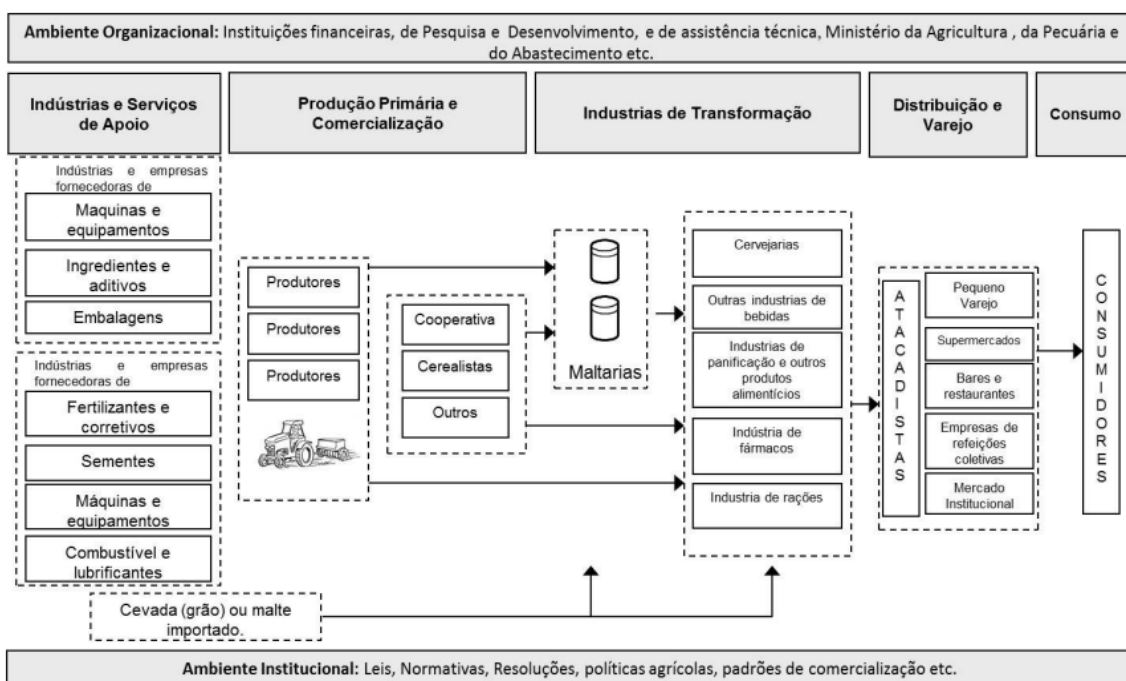 Ambiente Organizacional: Instituições financeiras, de Pesquisa e Desenvolvimento, e de assistência técnica, Ministério da Agricultura , da Pecuária e
do Abastecimento etc.
Indústrias e Serviços
de Apoio
Produção Primária e
Comercialização
Industrias de Transformação
Distribuição e
Varejo
Consumo
Indústrias e empresas
fornecedoras de
Maquinas e
equipamentos
Ingredientes e
aditivos
Embalagens
Indústrias e empresas
fornecedoras de
Fertilizantes e
corretivos
Sementes
Máquinas e
equipamentos
Combustível e
lubrificantes
Produtores
Produtores
Produtores
Cooperativa
Cerealistas
Outros
Maltarias
Cervejarias
Outras industrias de
bebidas
Industrias de
panificação e outros
produtos
alimentícios
Indústria de
fármacos
Industria de rações
ATACADISTAS
Pequeno
Varejo
Supermercados
Bares e
restaurantes
Empresas de
refeições
coletivas
Mercado
Institucional
CONSUMIDORES
Cevada (grão) ou malte
importado.
Ambiente Institucional: Leis, Normativas, Resoluções, políticas agrícolas, padrões de comercialização etc.